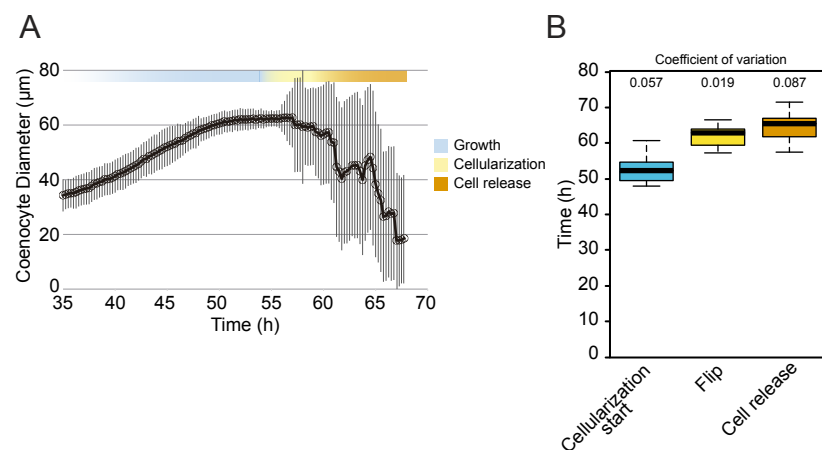 A
Coenocyte Diameter (µm)
80
60
40
20
0
35
40
45
50
55
60
65
70
Time (h)
Growth
Cellularization
Cell release
B
Coefficient of variation
0.057
0.019
0.087
Time (h)
80
70
60
50
40
30
20
10
0
Cellularization
start
Flip
Cell release